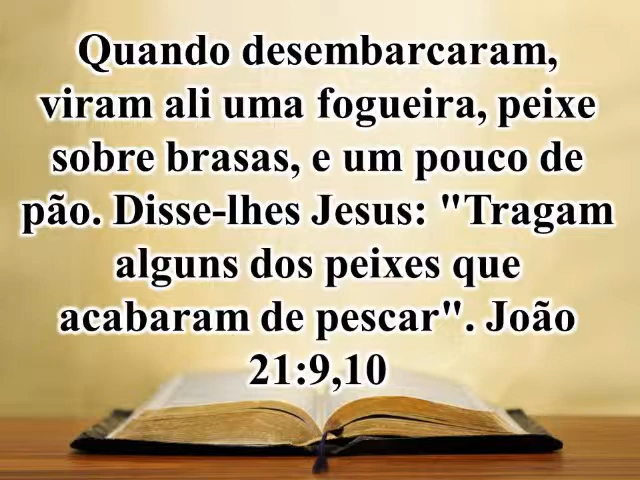 Quando desembarcaram,
viram ali uma fogueira, peixe
sobre brasas, e um pouco de
pão. Disse-lhes Jesus: "Tragam
alguns dos peixes que
acabaram de pescar". João
21:9,10